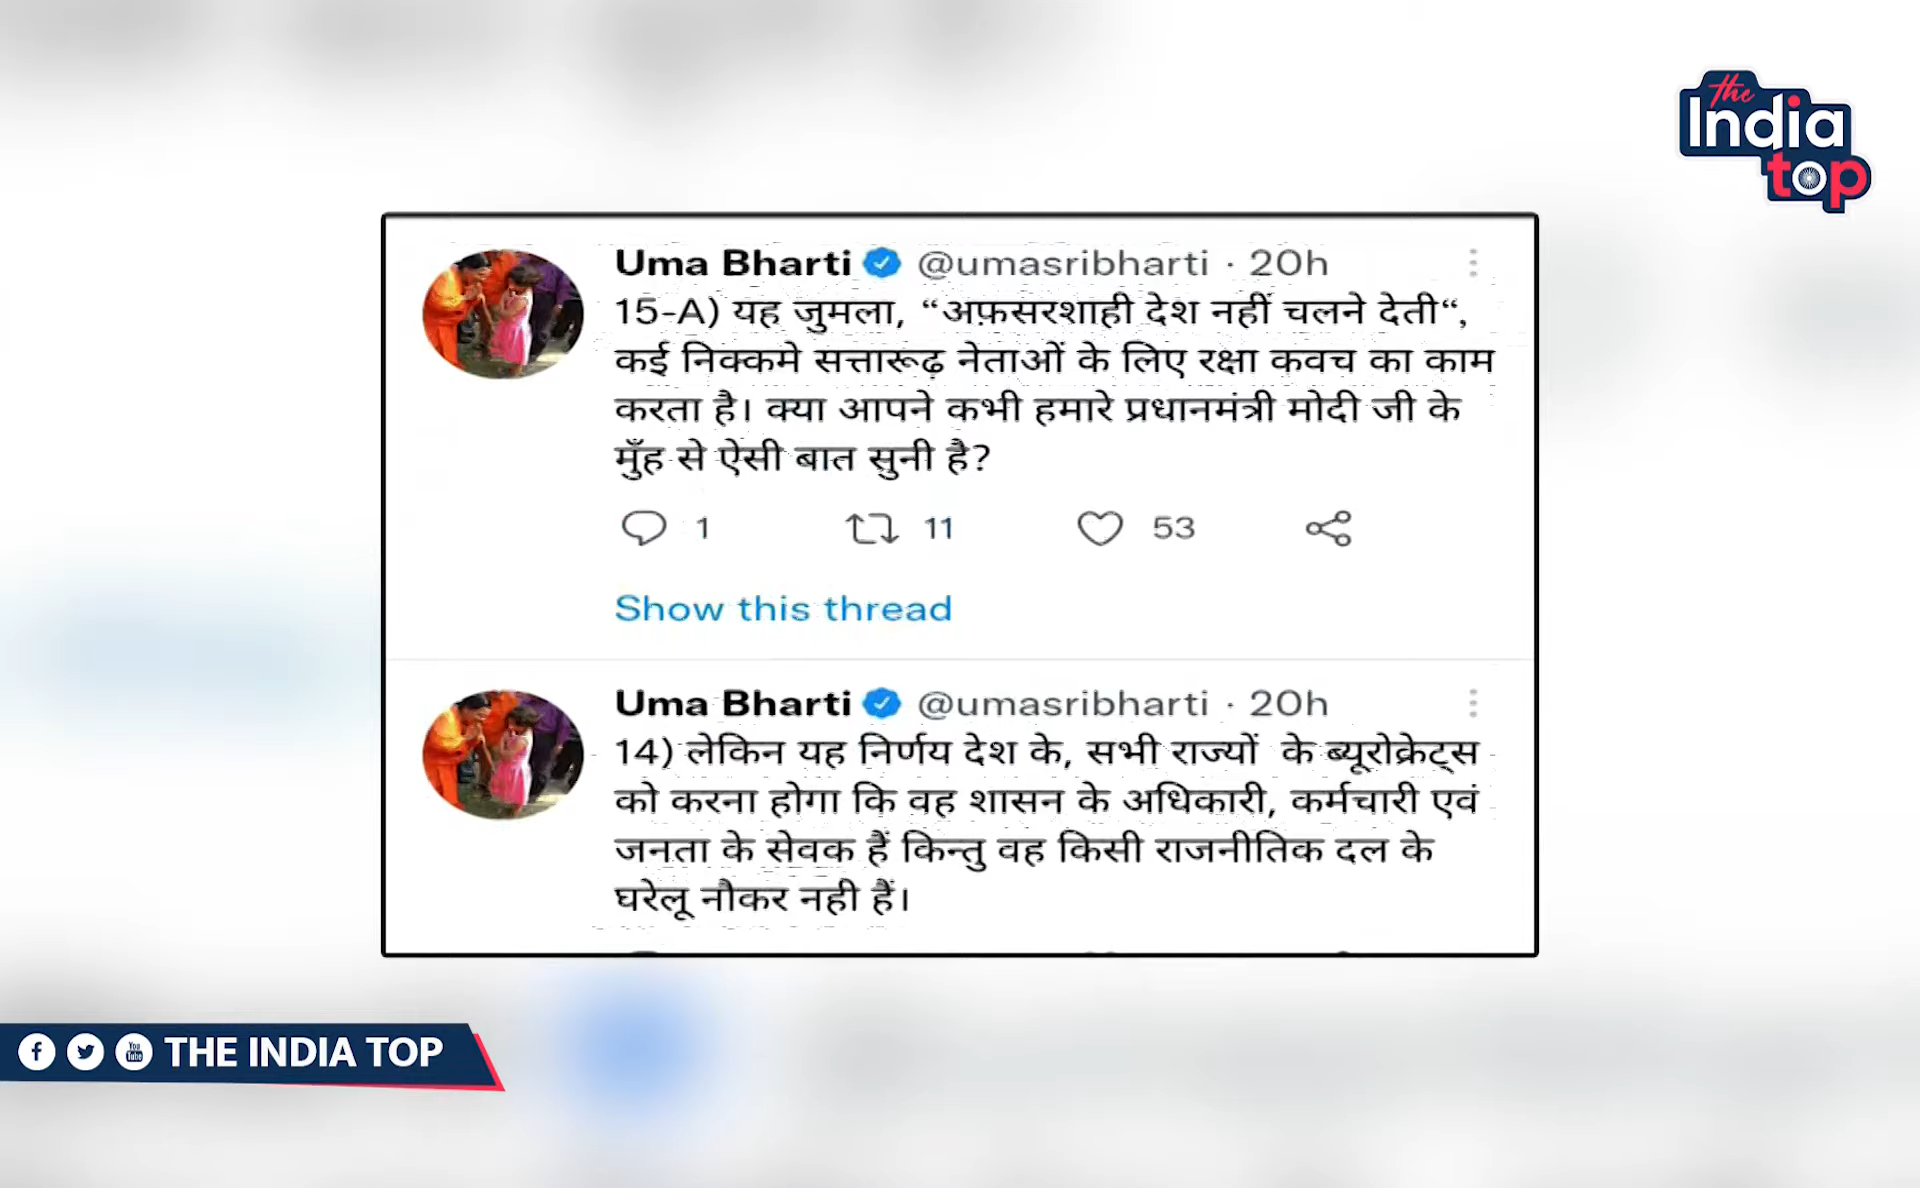 the
India
top
Uma Bharti @umasribharti · 20h
15-A) यह जुमला, “अफ़सरशाही देश नहीं चलने देती“,
कई निक्कमे सत्तारूढ़ नेताओं के लिए रक्षा कवच का काम
करता है। क्या आपने कभी हमारे प्रधानमंत्री मोदी जी के
मुँह से ऐसी बात सुनी है?
1 11 53
Show this thread
Uma Bharti @umasribharti · 20h
14) लेकिन यह निर्णय देश के, सभी राज्यों के ब्यूरोक्रेट्स
को करना होगा कि वह शासन के अधिकारी, कर्मचारी एवं
जनता के सेवक हैं किन्तु वह किसी राजनीतिक दल के
घरेलू नौकर नही हैं।
You
Tube
THE INDIA TOP